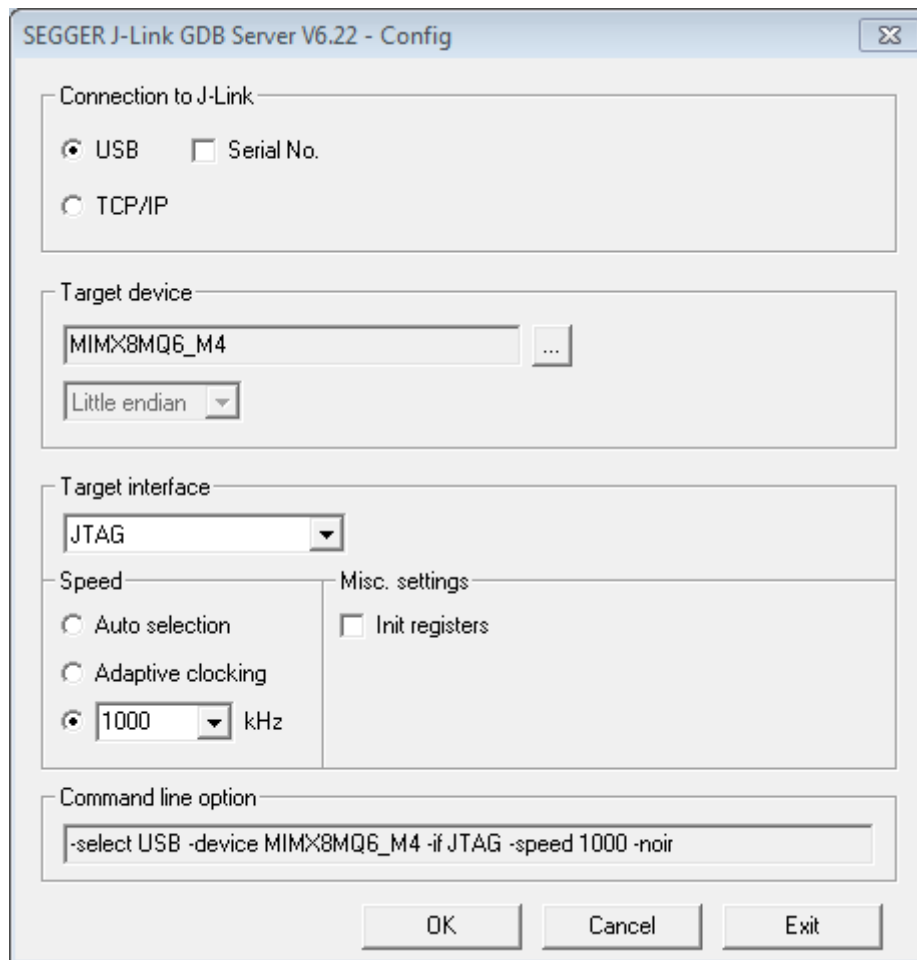 SEGGER J-Link GDB Server V6.22 - Config
Connection to J-Link
USB Serial No.
TCP/IP
Target device
MIMX8MQ6_M4 ...
Little endian
Target interface
JTAG
Speed
Misc. settings
Auto selection
Init registers
Adaptive clocking
1000 kHz
Command line option
-select USB -device MIMX8MQ6_M4 -if JTAG -speed 1000 -noir
OK Cancel Exit